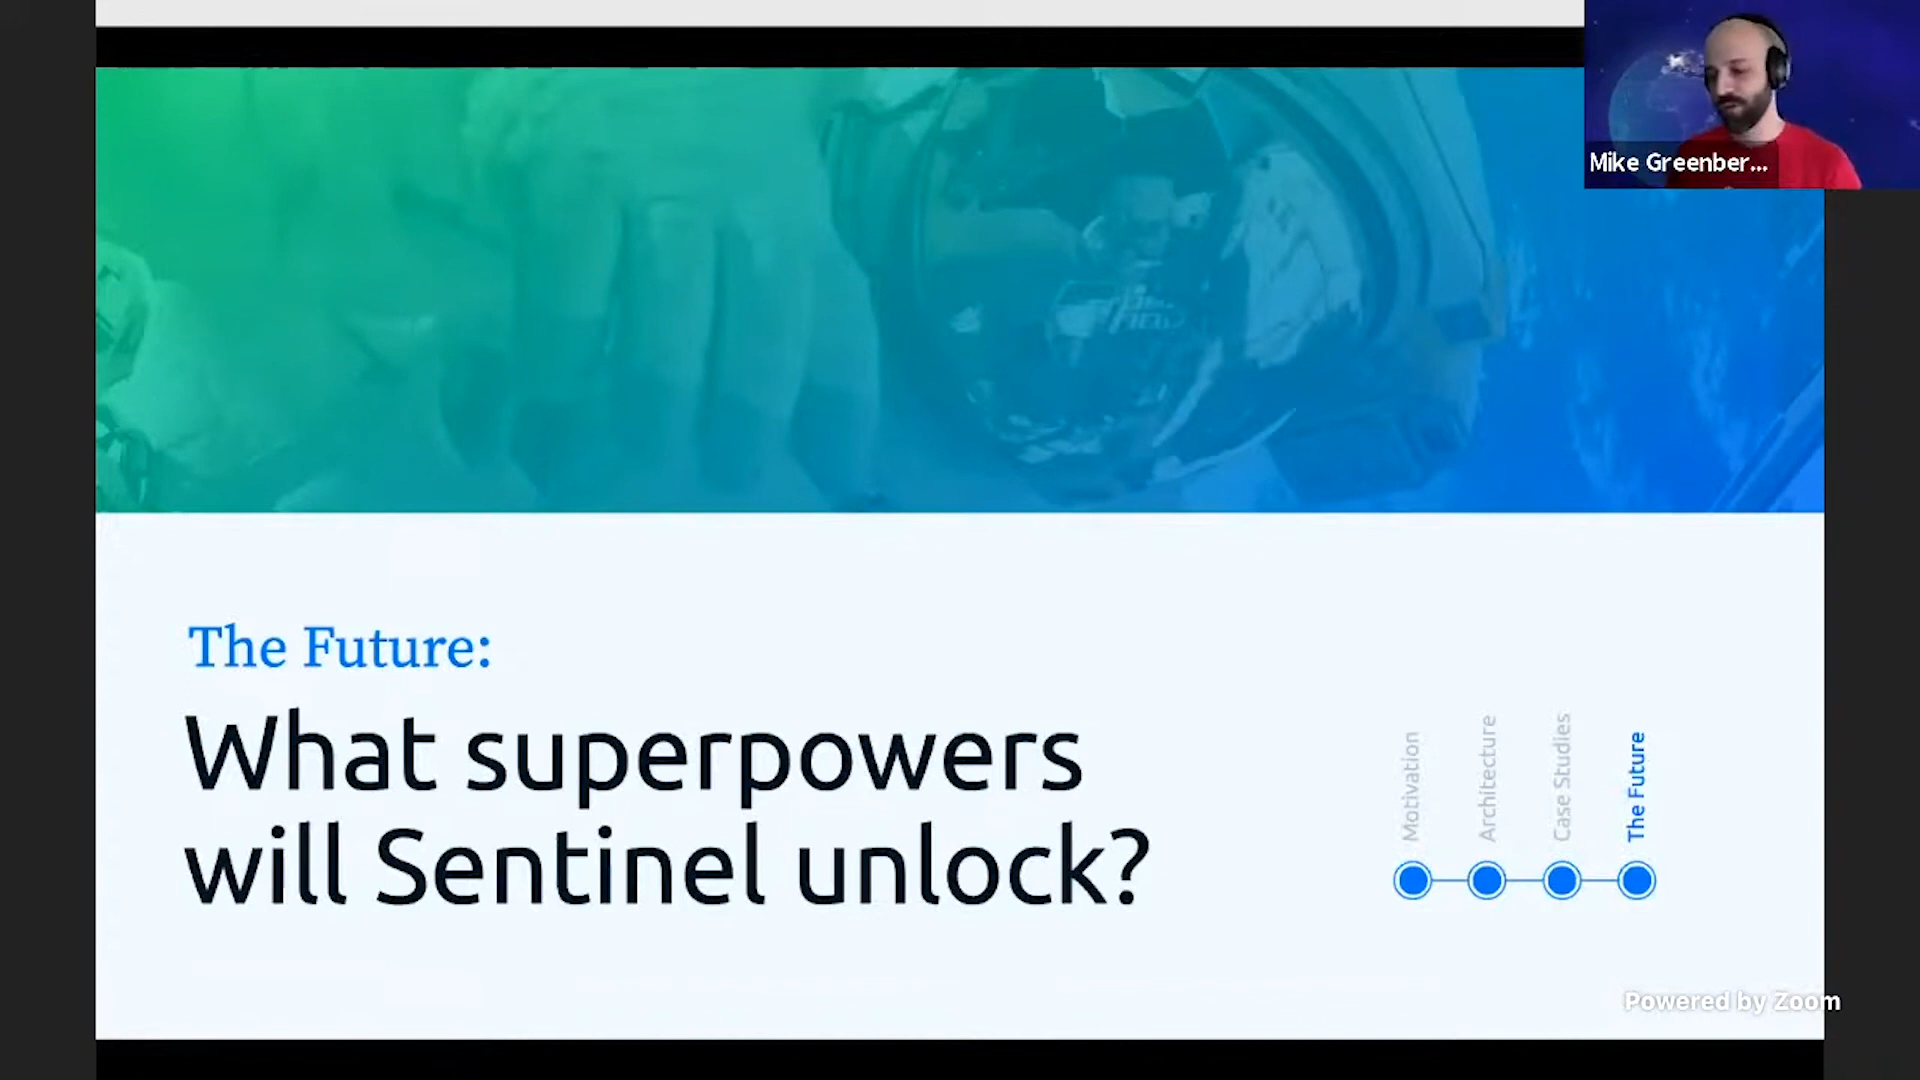 Mike Greenber...
The Future:
What superpowers
will Sentinel unlock?
Motivation
Architecture
Case Studies
The Future
Powered by Zoom